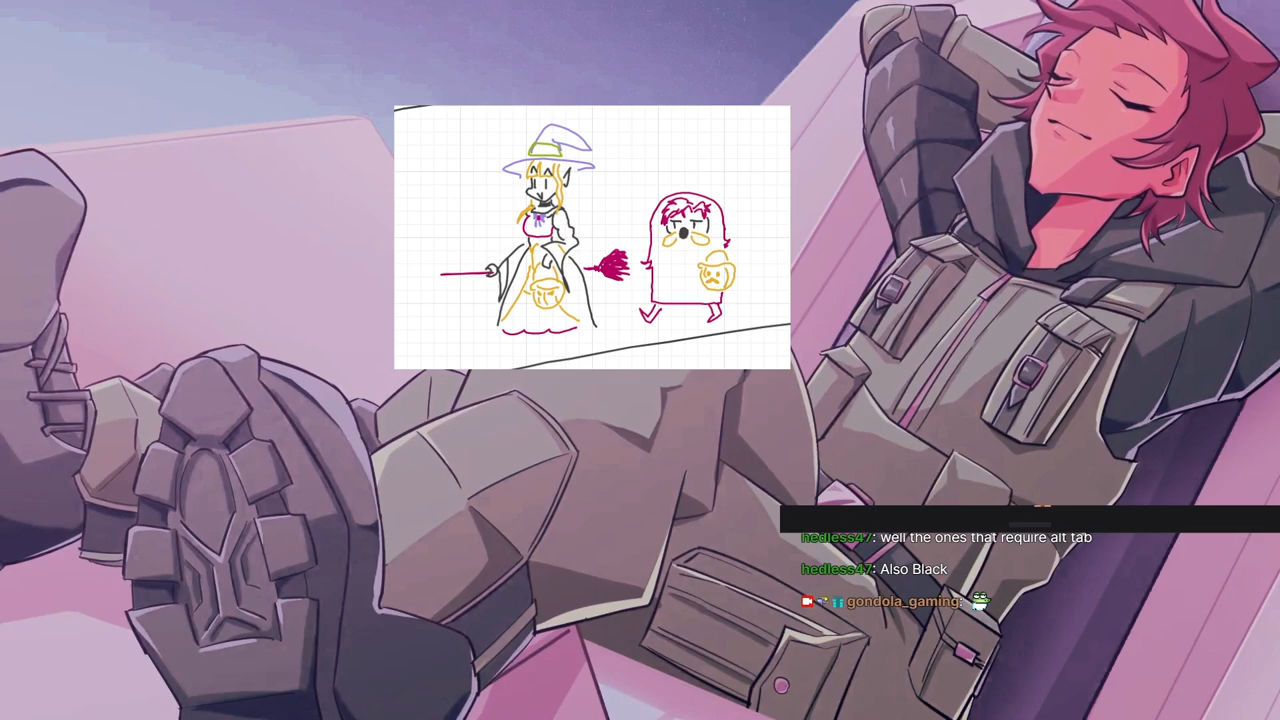 hedless47: well the ones that require alt tab
hedless47: Also Black
gondola_gaming: